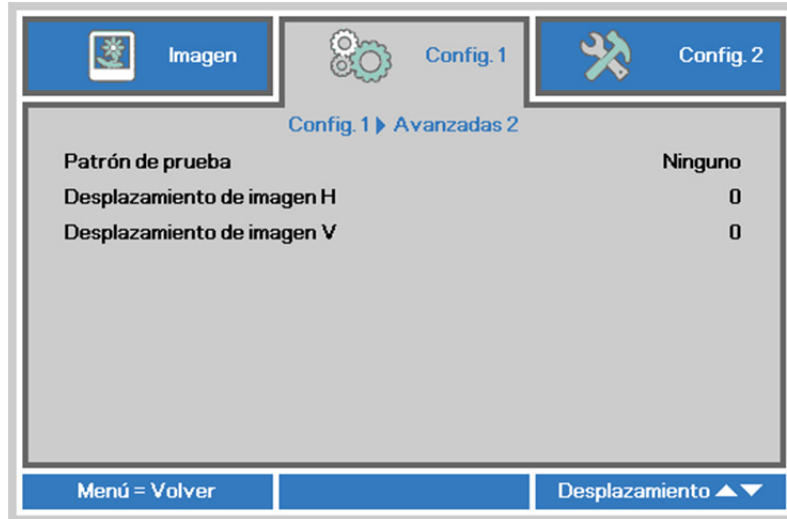 Imagen
Config. 1
Config. 2
Config. 1 ▶ Avanzadas 2
Patrón de prueba Ninguno
Desplazamiento de imagen H 0
Desplazamiento de imagen V 0
Menú = Volver
Desplazamiento ▲▼